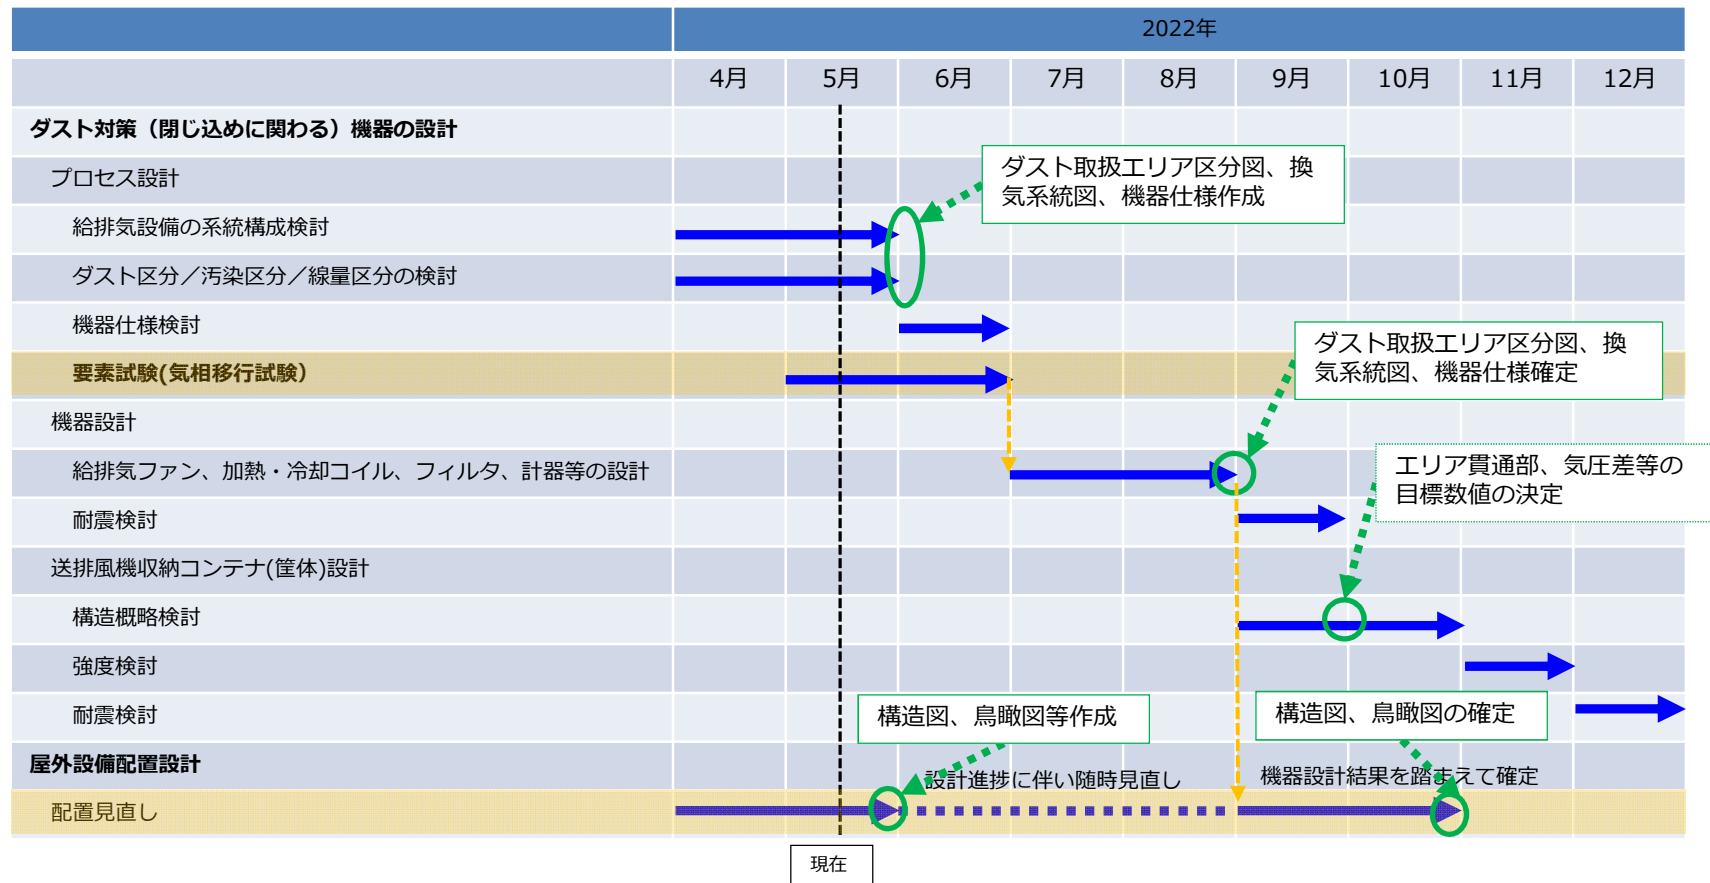 2022年
4月 5月 6月 7月 8月 9月 10月 11月 12月
ダスト対策（閉じ込めに関わる）機器の設計
プロセス設計
ダスト取扱エリア区分図、換
気系統図、機器仕様作成
給排気設備の系統構成検討
ダスト区分／汚染区分／線量区分の検討
機器仕様検討
ダスト取扱エリア区分図、換
気系統図、機器仕様確定
要素試験(気相移行試験）
機器設計
給排気ファン、加熱・冷却コイル、フィルタ、計器等の設計
エリア貫通部、気圧差等の
目標数値の決定
耐震検討
送排風機収納コンテナ(筐体)設計
構造概略検討
強度検討
耐震検討
構造図、鳥瞰図等作成
構造図、鳥瞰図の確定
屋外設備配置設計
設計進捗に伴い随時見直し
機器設計結果を踏まえて確定
配置見直し
現在